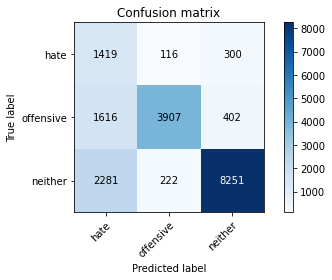 Confusion matrix
hate 1419 116 300
offensive 1616 3907 402
neither 2281 222 8251
True label
hate offensive neither
Predicted label
8000
7000
6000
5000
4000
3000
2000
1000